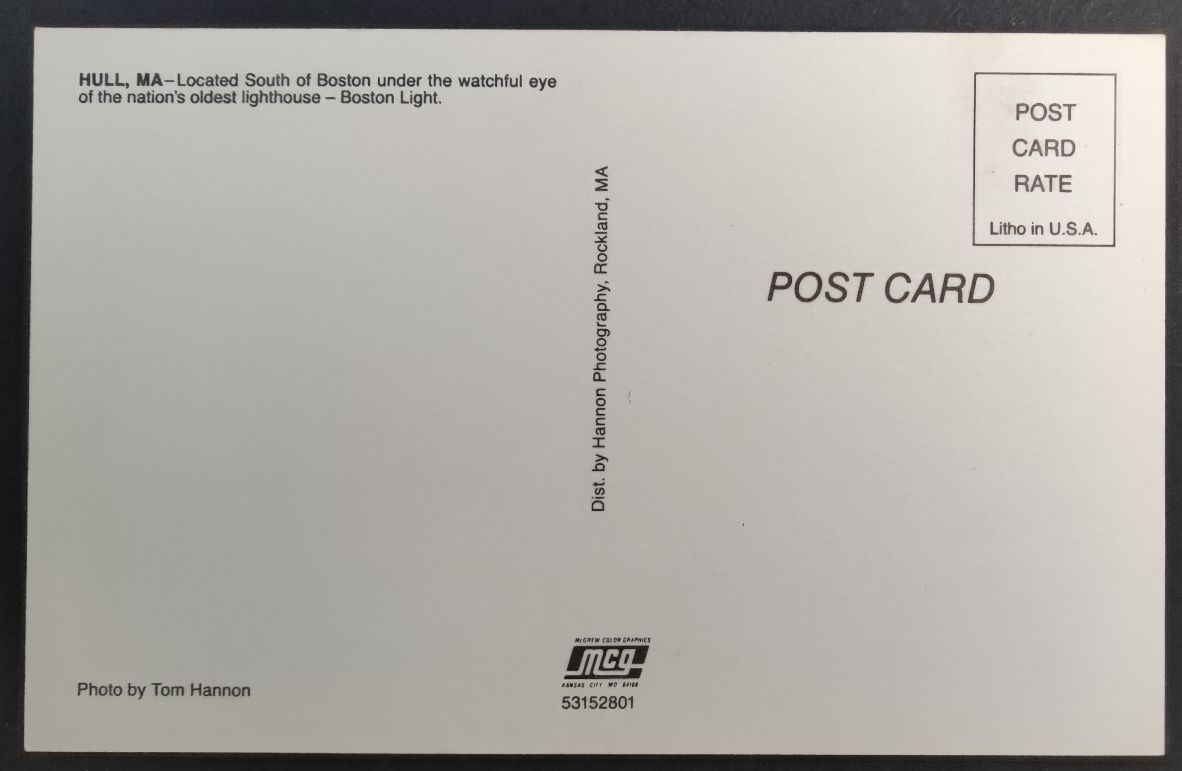 HULL, MA–Located South of Boston under the watchful eye
of the nation's oldest lighthouse – Boston Light.
POST
CARD
RATE
Litho in U.S.A.
POST CARD
Dist. by Hannon Photography, Rockland, MA
Photo by Tom Hannon
McGREW COLOR GRAPHICS
mcg
KANSAS CITY MO 64108
53152801